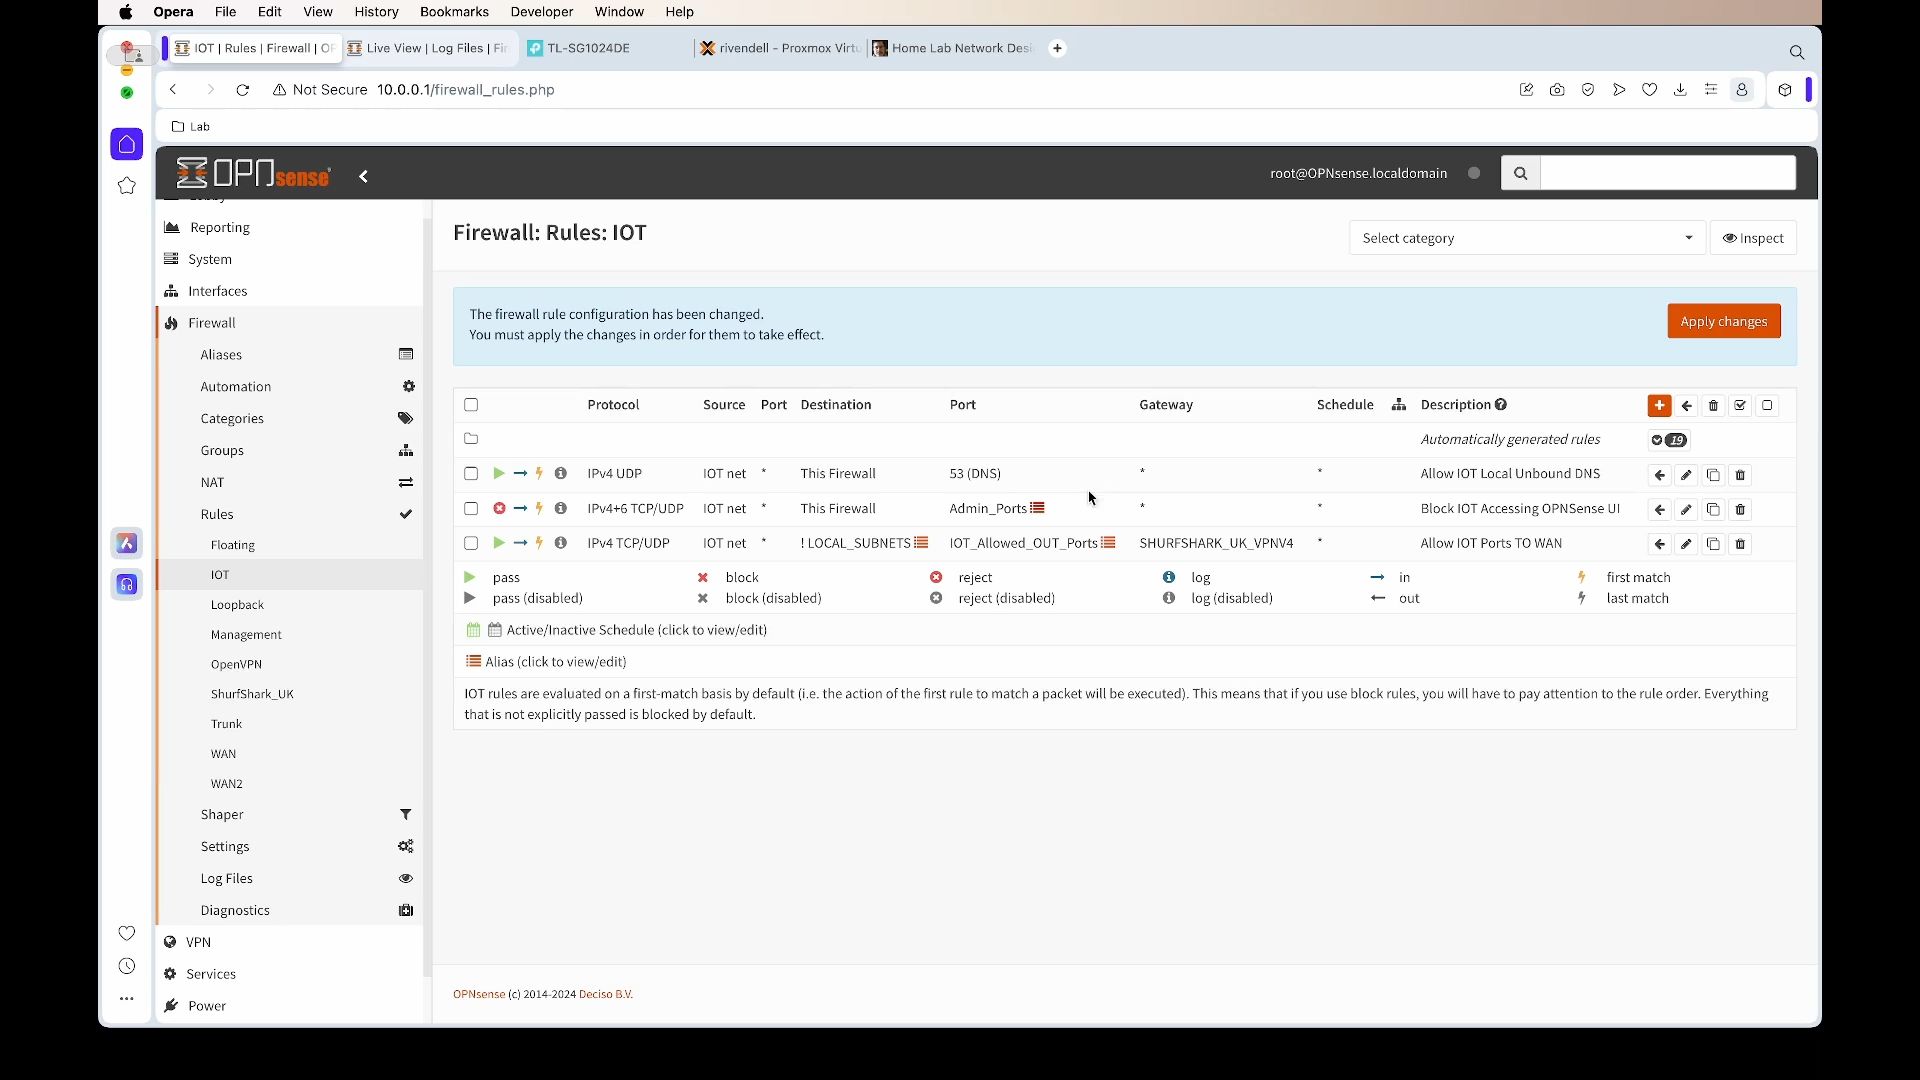 Opera File Edit View History Bookmarks Developer Window Help
IOT | Rules | Firewall | OP Live View | Log Files | Fir TL-SG1024DE rivendell - Proxmox Virtu Home Lab Network Desi
Not Secure 10.0.0.1/firewall_rules.php
Lab
OPNsense root@OPNsense.localdomain
Lobby
Reporting
System
Interfaces
Firewall
Aliases
Automation
Categories
Groups
NAT
Rules
Floating
IOT
Loopback
Management
OpenVPN
ShurfShark_UK
Trunk
WAN
WAN2
Shaper
Settings
Log Files
Diagnostics
VPN
Services
Power
Firewall: Rules: IOT
Select category Inspect
The firewall rule configuration has been changed.
You must apply the changes in order for them to take effect.
Apply changes
Protocol Source Port Destination Port Gateway Schedule Description
Automatically generated rules 19
IPv4 UDP IOT net * This Firewall 53 (DNS) * * Allow IOT Local Unbound DNS
IPv4+6 TCP/UDP IOT net * This Firewall Admin_Ports * * Block IOT Accessing OPNSense UI
IPv4 TCP/UDP IOT net * ! LOCAL_SUBNETS IOT_Allowed_OUT_Ports SHURFSHARK_UK_VPNV4 * Allow IOT Ports TO WAN
pass block reject log in first match
pass (disabled) block (disabled) reject (disabled) log (disabled) out last match
Active/Inactive Schedule (click to view/edit)
Alias (click to view/edit)
IOT rules are evaluated on a first-match basis by default (i.e. the action of the first rule to match a packet will be executed). This means that if you use block rules, you will have to pay attention to the rule order. Everything
that is not explicitly passed is blocked by default.
OPNsense (c) 2014-2024 Deciso B.V.